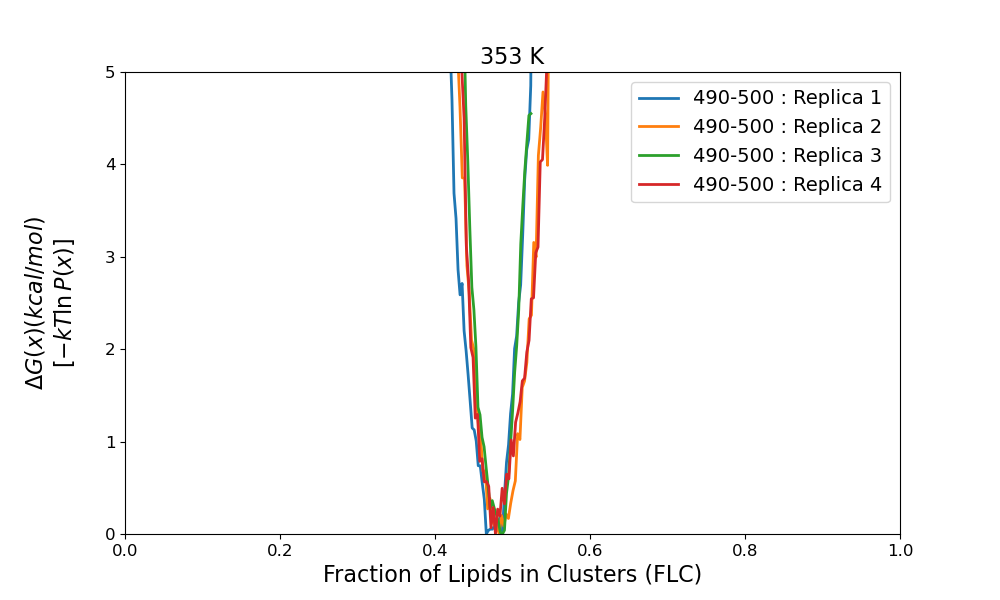 353 K
5
4
3
2
1
0
ΔG(x)(kcal/mol)
[−kTln P(x)]
490-500 : Replica 1
490-500 : Replica 2
490-500 : Replica 3
490-500 : Replica 4
0.0 0.2 0.4 0.6 0.8 1.0
Fraction of Lipids in Clusters (FLC)